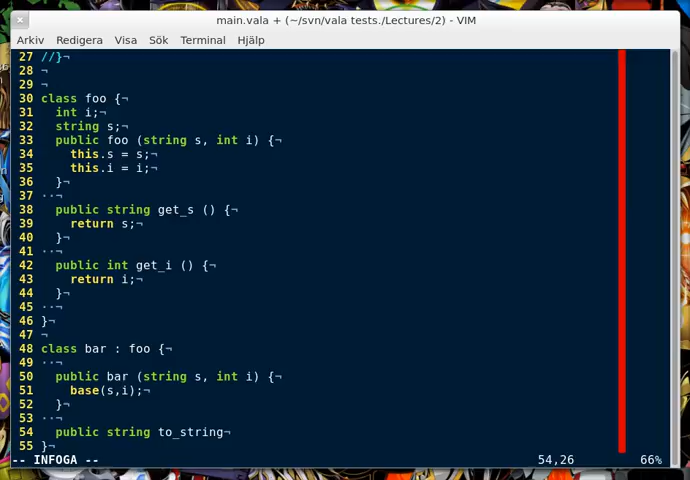 main.vala + (~/svn/vala tests./Lectures/2) - VIM
Arkiv Redigera Visa Sök Terminal Hjälp
27 //}¬
28 ¬
29 ¬
30 class foo {¬
31   int i;¬
32   string s;¬
33   public foo (string s, int i) {¬
34     this.s = s;¬
35     this.i = i;¬
36   }¬
37 ··¬
38   public string get_s () {¬
39     return s;¬
40   }¬
41 ··¬
42   public int get_i () {¬
43     return i;¬
44   }¬
45 ··¬
46 }¬
47 ¬
48 class bar : foo {¬
49 ··¬
50   public bar (string s, int i) {¬
51     base(s,i);¬
52   }¬
53 ··¬
54   public string to_string¬
55 }¬
-- INFOGA -- 54,26 66%